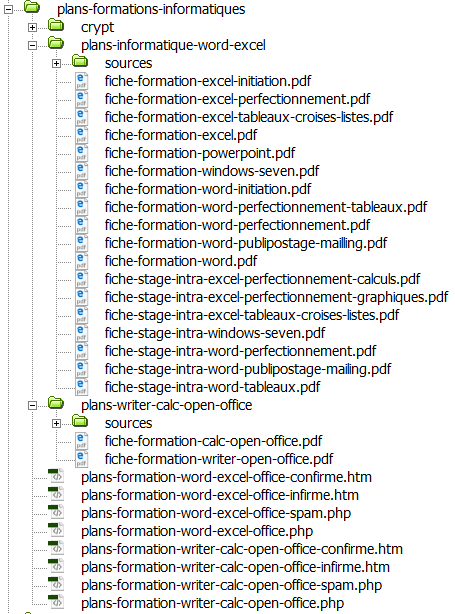 plans-formations-informatiques
crypt
plans-informatique-word-excel
sources
fiche-formation-excel-initiation.pdf
fiche-formation-excel-perfectionnement.pdf
fiche-formation-excel-tableaux-croises-listes.pdf
fiche-formation-excel.pdf
fiche-formation-powerpoint.pdf
fiche-formation-windows-seven.pdf
fiche-formation-word-initiation.pdf
fiche-formation-word-perfectionnement-tableaux.pdf
fiche-formation-word-perfectionnement.pdf
fiche-formation-word-publipostage-mailing.pdf
fiche-formation-word.pdf
fiche-stage-intra-excel-perfectionnement-calculs.pdf
fiche-stage-intra-excel-perfectionnement-graphiques.pdf
fiche-stage-intra-excel-tableaux-croises-listes.pdf
fiche-stage-intra-windows-seven.pdf
fiche-stage-intra-word-perfectionnement.pdf
fiche-stage-intra-word-publipostage-mailing.pdf
fiche-stage-intra-word-tableaux.pdf
plans-writer-calc-open-office
sources
fiche-formation-calc-open-office.pdf
fiche-formation-writer-open-office.pdf
plans-formation-word-excel-office-confirme.htm
plans-formation-word-excel-office-infirme.htm
plans-formation-word-excel-office-spam.php
plans-formation-word-excel-office.php
plans-formation-writer-calc-open-office-confirme.htm
plans-formation-writer-calc-open-office-infirme.htm
plans-formation-writer-calc-open-office-spam.php
plans-formation-writer-calc-open-office.php